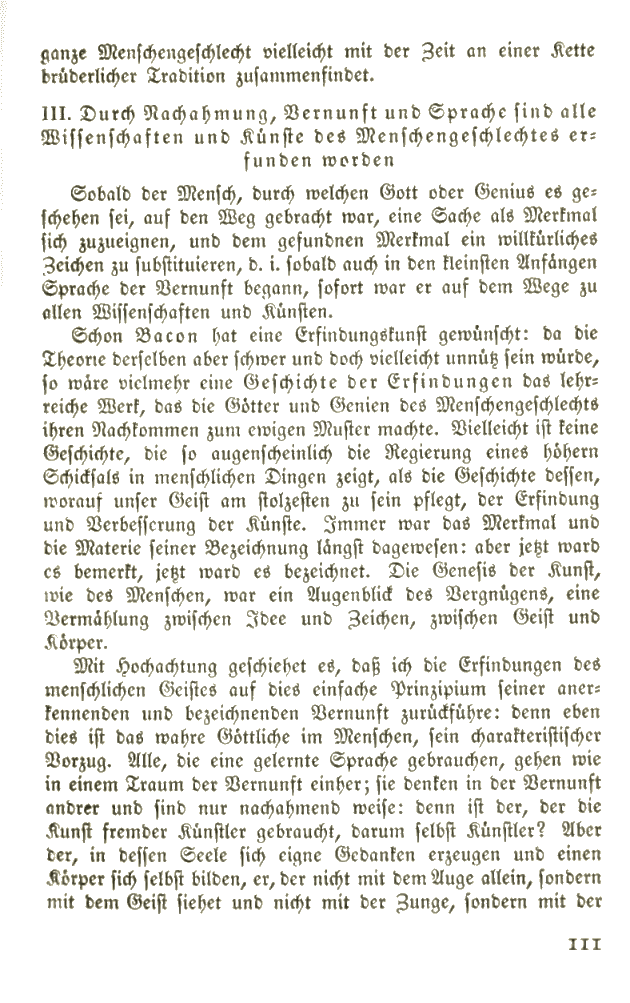 ganze Menschengeschlecht vielleicht mit der Zeit an einer Kette
brüderlicher Tradition zusammenfindet.
III. Durch Nachahmung, Vernunft und Sprache sind alle
Wissenschaften und Künste des Menschengeschlechtes er-
funden worden
Sobald der Mensch, durch welchen Gott oder Genius es ge-
schehen sei, auf den Weg gebracht war, eine Sache als Merkmal
sich zuzueignen, und dem gefundnen Merkmal ein willkürliches
Zeichen zu substituieren, d. i. sobald auch in den kleinsten Anfängen
Sprache der Vernunft begann, sofort war er auf dem Wege zu
allen Wissenschaften und Künsten.
Schon Bacon hat eine Erfindungskunst gewünscht: da die
Theorie derselben aber schwer und doch vielleicht unnütz sein würde,
so wäre vielmehr eine Geschichte der Erfindungen das lehr-
reiche Werk, das die Götter und Genien des Menschengeschlechts
ihren Nachkommen zum ewigen Muster machte. Vielleicht ist keine
Geschichte, die so augenscheinlich die Regierung eines höhern
Schicksals in menschlichen Dingen zeigt, als die Geschichte dessen,
worauf unser Geist am stolzesten zu sein pflegt, der Erfindung
und Verbesserung der Künste. Immer war das Merkmal und
die Materie seiner Bezeichnung längst dagewesen: aber jetzt ward
es bemerkt, jetzt ward es bezeichnet. Die Genesis der Kunst,
wie des Menschen, war ein Augenblick des Vergnügens, eine
Vermählung zwischen Idee und Zeichen, zwischen Geist und
Körper.
Mit Hochachtung geschiehet es, daß ich die Erfindungen des
menschlichen Geistes auf dies einfache Prinzipium seiner aner-
kennenden und bezeichnenden Vernunft zurückführe: denn eben
dies ist das wahre Göttliche im Menschen, sein charakteristischer
Vorzug. Alle, die eine gelernte Sprache gebrauchen, gehen wie
in einem Traum der Vernunft einher; sie denken in der Vernunft
andrer und sind nur nachahmend weise: denn ist der, der die
Kunst fremder Künstler gebraucht, darum selbst Künstler? Aber
der, in dessen Seele sich eigne Gedanken erzeugen und einen
Körper sich selbst bilden, er, der nicht mit dem Auge allein, sondern
mit dem Geist siehet und nicht mit der Zunge, sondern mit der
111